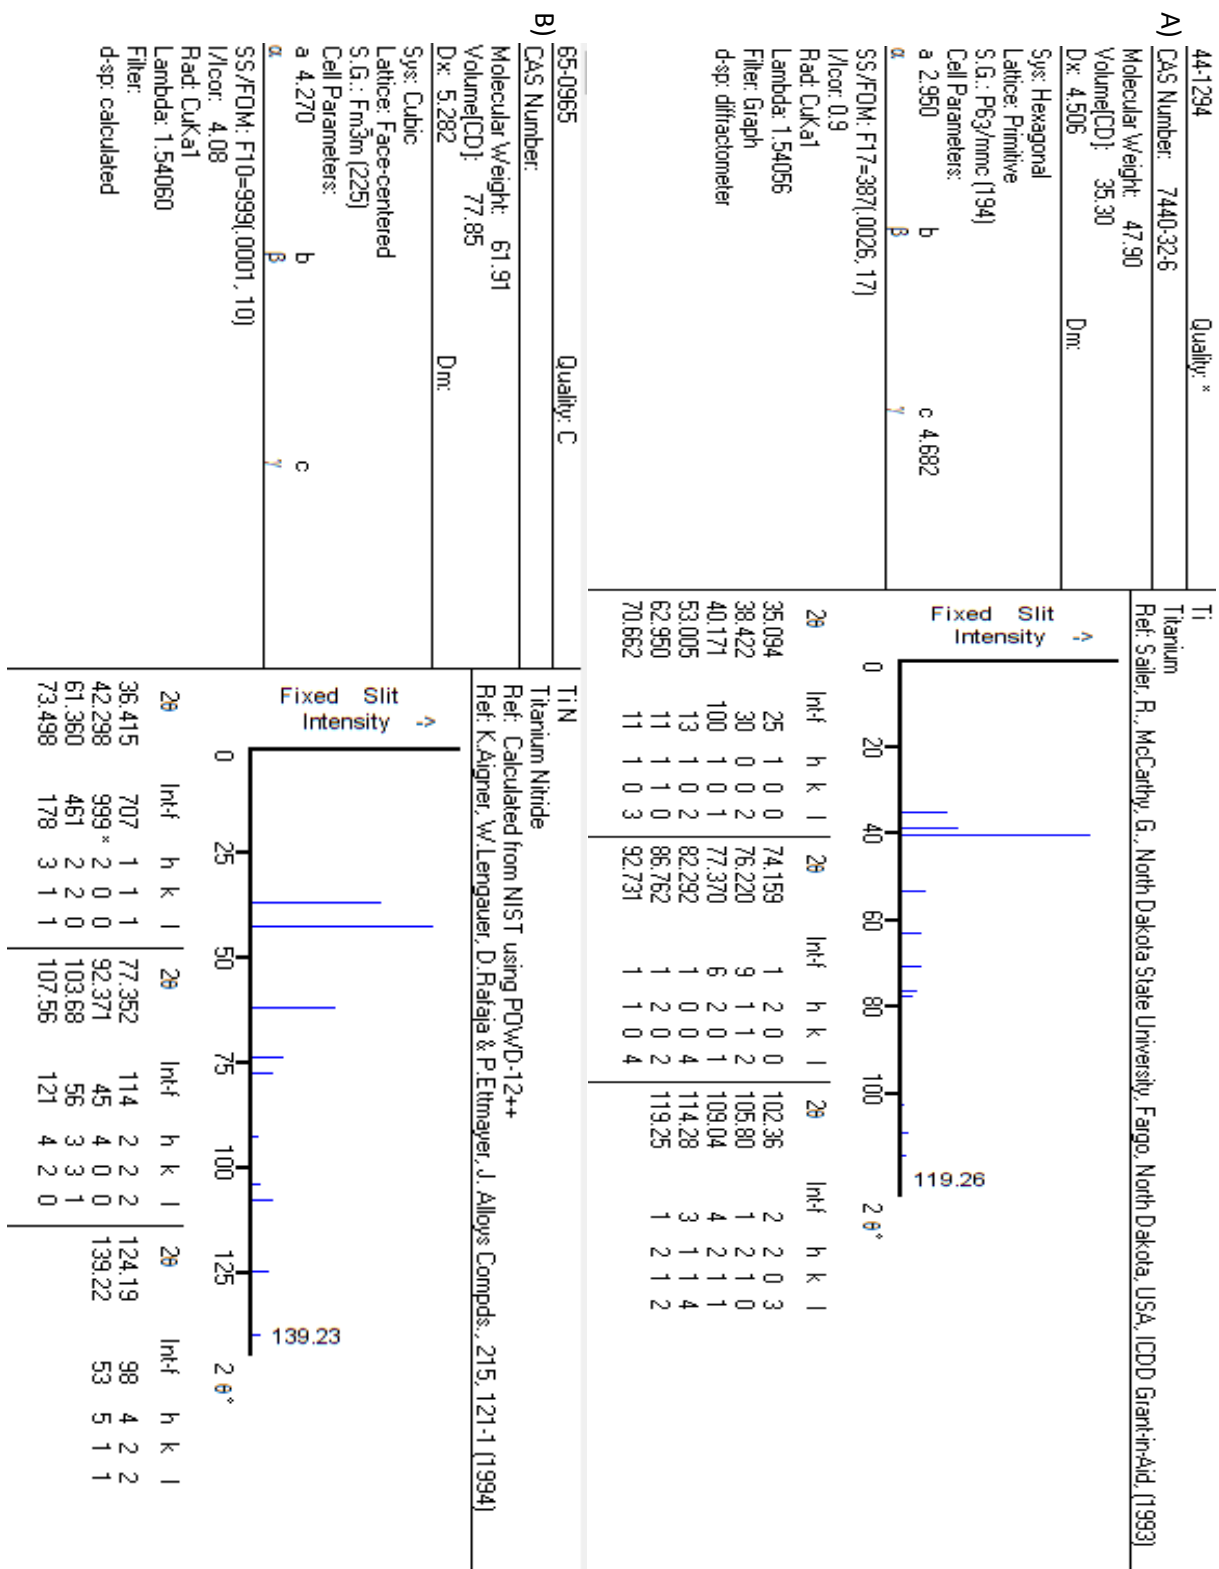 A)
44-1294 Quality: *
CAS Number: 7440-32-6
Molecular Weight: 47.90
Volume[CD]: 35.30
Dx: 4.506 Dm:
Sys: Hexagonal
Lattice: Primitive
S.G.: P63/mmc (194)
Cell Parameters:
a 2.950 b c 4.682
α β γ
SS/FOM: F17=387(.0026, 17)
I/Icor: 0.9
Rad: CuKa1
Lambda: 1.54056
Filter: Graph
d-sp: diffractometer
Ti
Titanium
Ref: Sailer, R., McCarthy, G., North Dakota State University, Fargo, North Dakota, USA, ICDD Grant-in-Aid, (1993)
Fixed Slit
Intensity ->
0 20 40 60 80 100 119.26 2 θ°
2θ Int-f h k l 2θ Int-f h k l 2θ Int-f h k l
35.094 25 1 0 0 74.159 1 2 0 0 102.36 2 2 0 3
38.422 30 0 0 2 76.220 9 1 1 2 105.80 1 2 1 0
40.171 100 1 0 1 77.370 6 2 0 1 109.04 4 2 1 1
53.005 13 1 0 2 82.292 1 0 0 4 114.28 3 1 1 4
62.950 11 1 1 0 86.762 1 2 0 2 119.25 1 2 1 2
70.662 11 1 0 3 92.731 1 1 0 4
B)
65-0965 Quality: C
CAS Number:
Molecular Weight: 61.91
Volume[CD]: 77.85
Dx: 5.282 Dm:
Sys: Cubic
Lattice: Face-centered
S.G.: Fm3̅m (225)
Cell Parameters:
a 4.270 b c
α β γ
SS/FOM: F10=999(.0001, 10)
I/Icor: 4.08
Rad: CuKa1
Lambda: 1.54060
Filter:
d-sp: calculated
Ti N
Titanium Nitride
Ref: Calculated from NIST using POWD-12++
Ref: K.Aigner, W.Lengauer, D.Rafaja & P.Ettmayer, J. Alloys Compds., 215, 121-1 (1994)
Fixed Slit
Intensity ->
0 25 50 75 100 125 139.23 2 θ°
2θ Int-f h k l 2θ Int-f h k l 2θ Int-f h k l
36.415 707 1 1 1 77.352 114 2 2 2 124.19 98 4 2 2
42.298 999 * 2 0 0 92.371 45 4 0 0 139.22 53 5 1 1
61.360 461 2 2 0 103.68 56 3 3 1
73.498 178 3 1 1 107.56 121 4 2 0